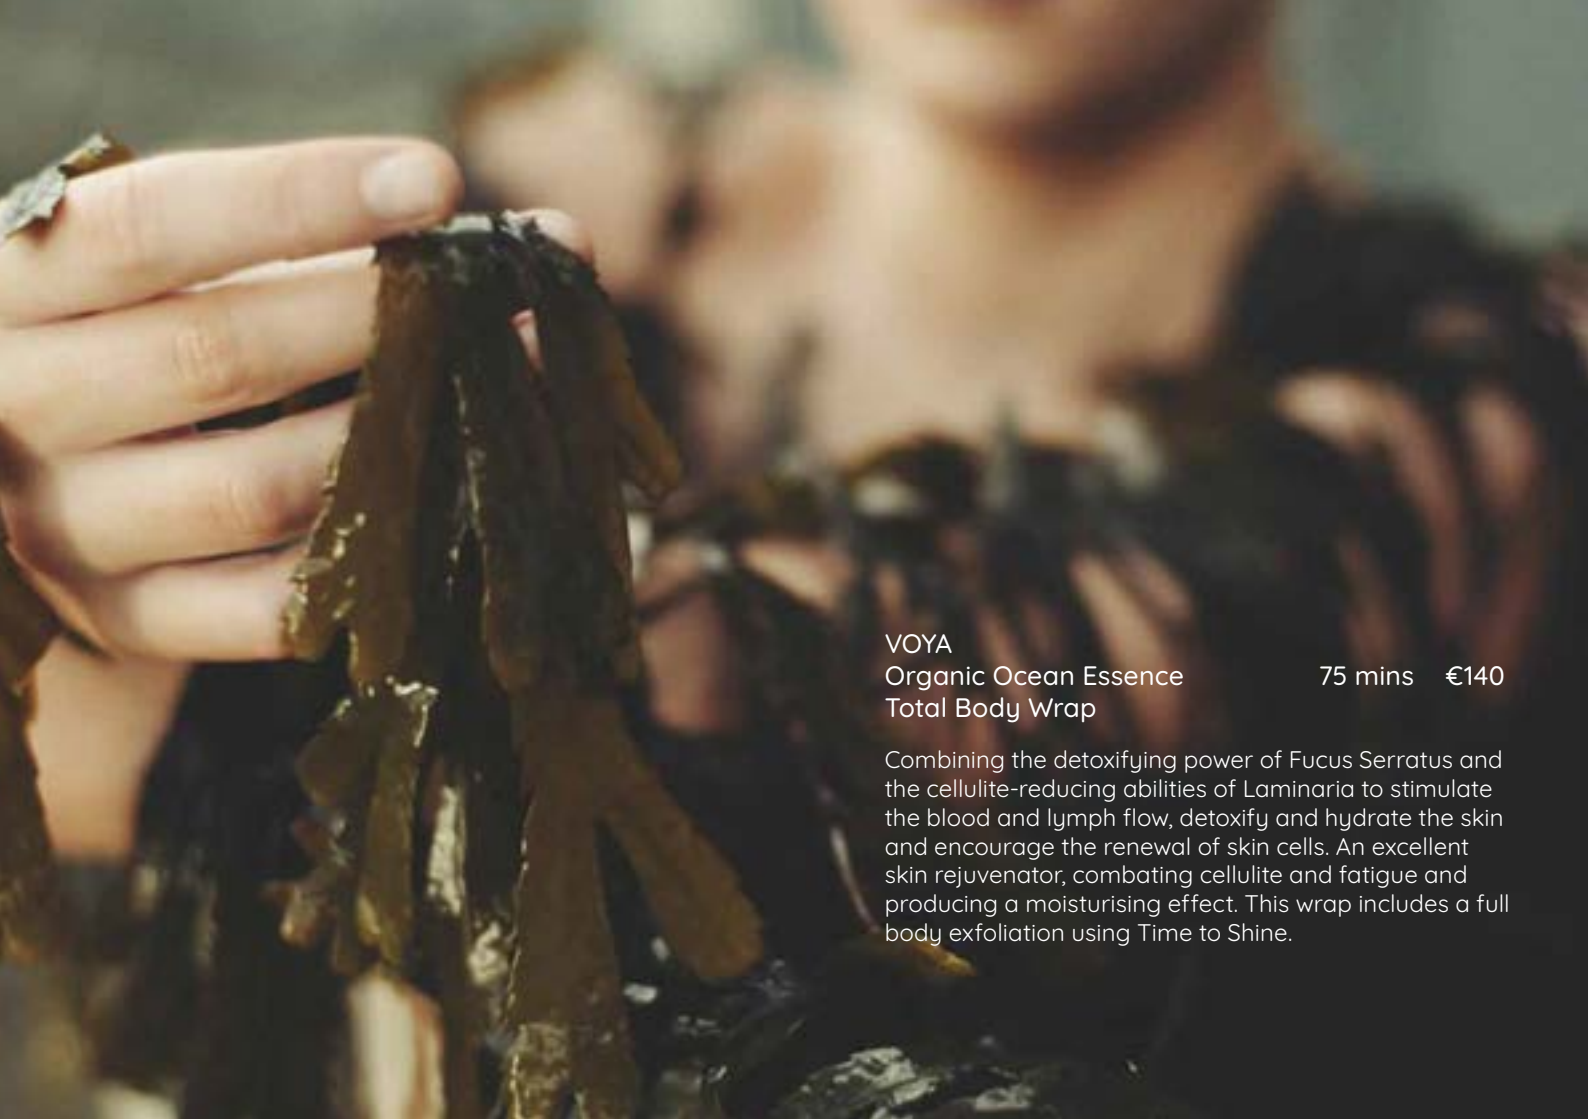 VOYA
Organic Ocean Essence 75 mins €140
Total Body Wrap
Combining the detoxifying power of Fucus Serratus and
the cellulite-reducing abilities of Laminaria to stimulate
the blood and lymph flow, detoxify and hydrate the skin
and encourage the renewal of skin cells. An excellent
skin rejuvenator, combating cellulite and fatigue and
producing a moisturising effect. This wrap includes a full
body exfoliation using Time to Shine.